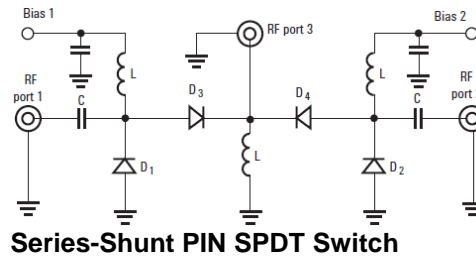 Bias 1
Bias 2
RF port 3
RF
port 1
C
L
D3
D4
L
C
RF
port
D1
L
D2
Series-Shunt PIN SPDT Switch